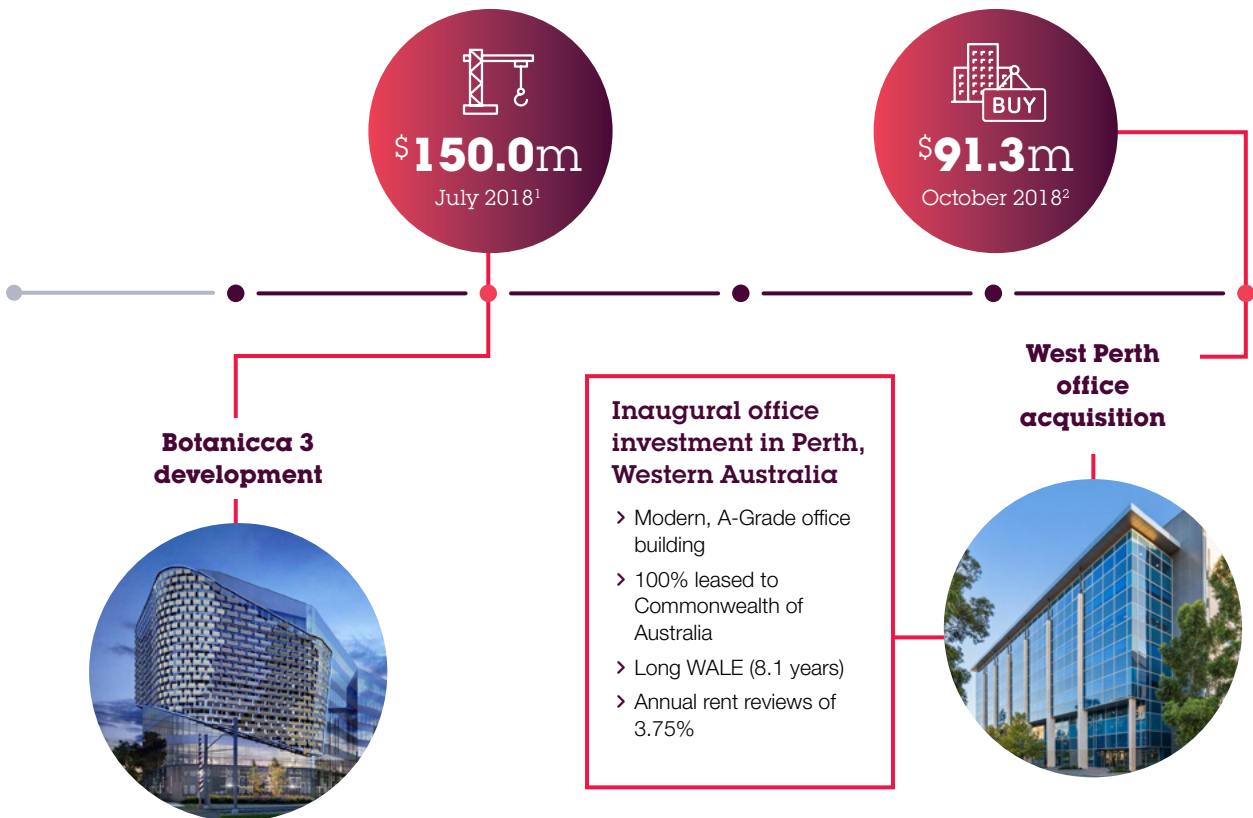 $150.0m
July 2018¹
BUY
$91.3m
October 2018²
Botanicca 3
development
Inaugural office
investment in Perth,
Western Australia
> Modern, A-Grade office
building
> 100% leased to
Commonwealth of
Australia
> Long WALE (8.1 years)
> Annual rent reviews of
3.75%
West Perth
office
acquisition